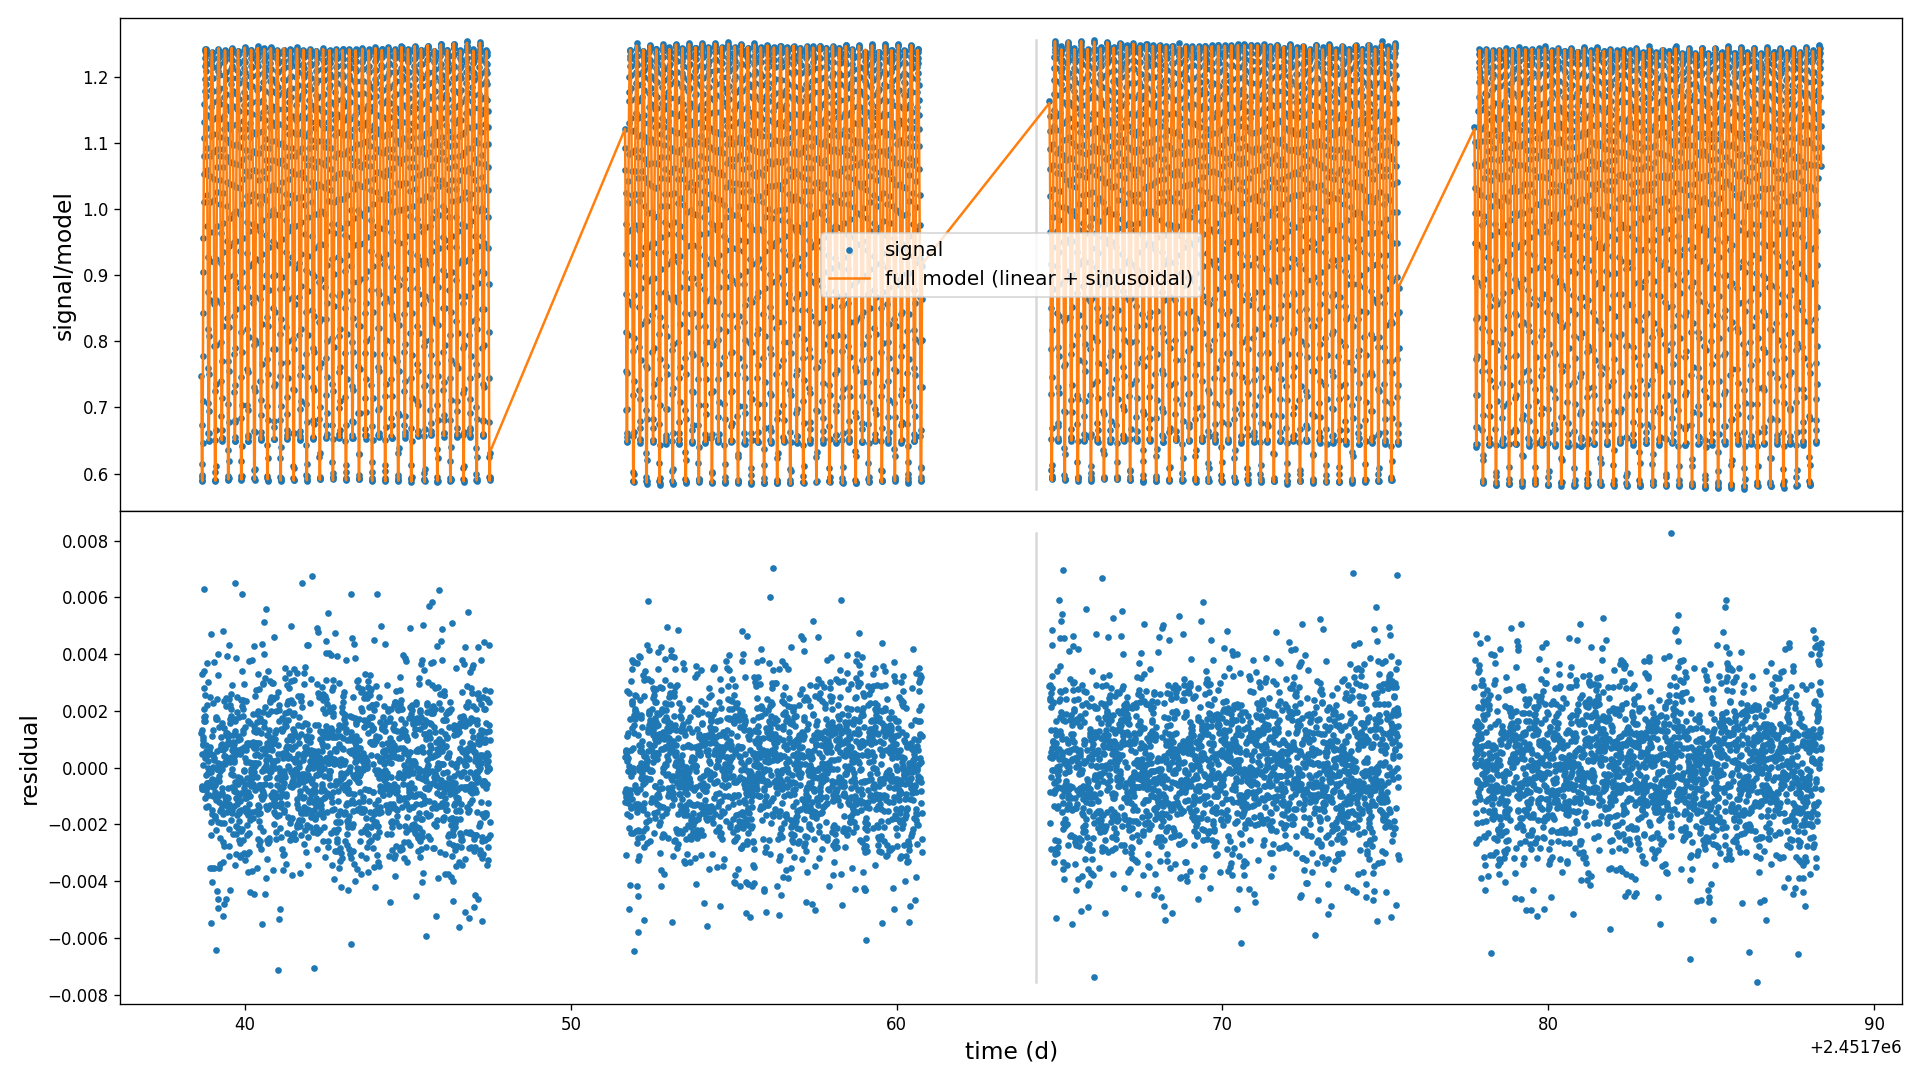 1.2
1.1
1.0
0.9
0.8
0.7
0.6
signal/model
signal
full model (linear + sinusoidal)
0.008
0.006
0.004
0.002
0.000
−0.002
−0.004
−0.006
−0.008
residual
40 50 60 70 80 90
time (d)
+2.4517e6